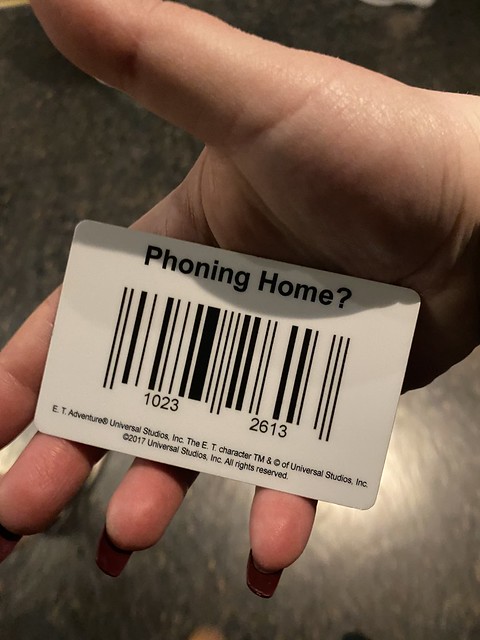 Phoning Home?
1023 2613
E. T. Adventure® Universal Studios, Inc. The E. T. character TM & © of Universal Studios, Inc.
©2017 Universal Studios, Inc. All rights reserved.